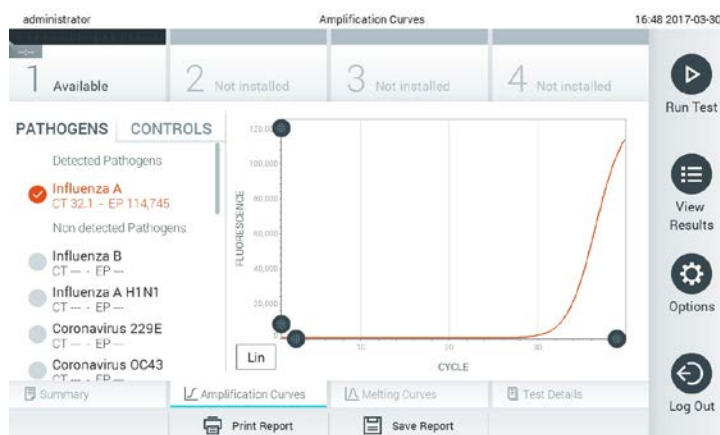 administrator
Amplification Curves
16:48 2017-03-30
1 Available
2 Not installed
3 Not installed
4 Not installed
Run Test
View
Results
Options
Log Out
PATHOGENS CONTROLS
Detected Pathogens
Influenza A
CT 32.1 - EP 114,745
Non detected Pathogens
Influenza B
CT --- - EP ---
Influenza A H1N1
CT --- - EP ---
Coronavirus 229E
CT --- - EP ---
Coronavirus OC43
CT --- - EP ---
FLUORESCENCE
120,000
100,000
80,000
60,000
40,000
20,000
0
10
20
30
CYCLE
Lin
Summary
Amplification Curves
Melting Curves
Test Details
Print Report
Save Report